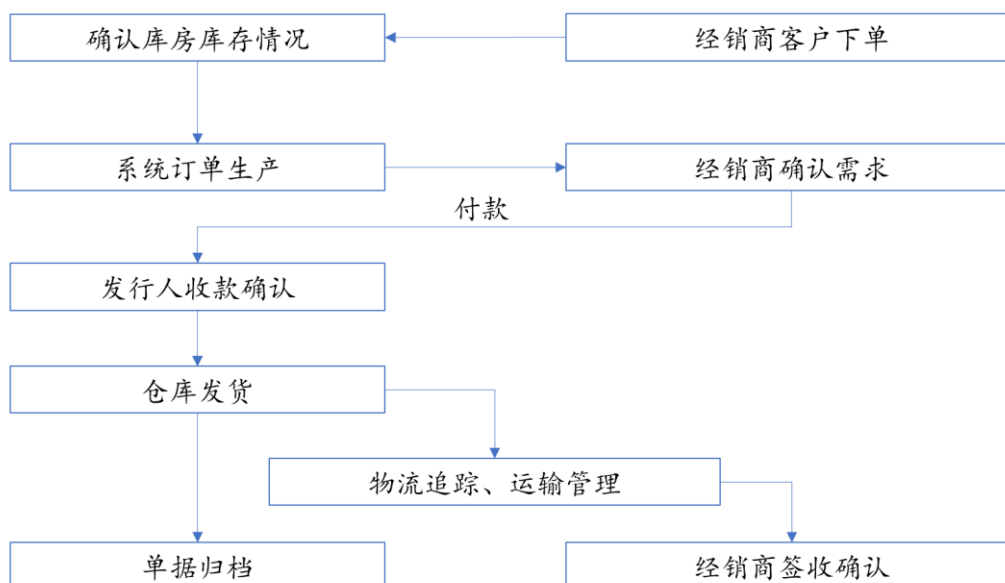 确认库房库存情况
经销商客户下单
系统订单生产
经销商确认需求
付款
发行人收款确认
仓库发货
物流追踪、运输管理
单据归档
经销商签收确认